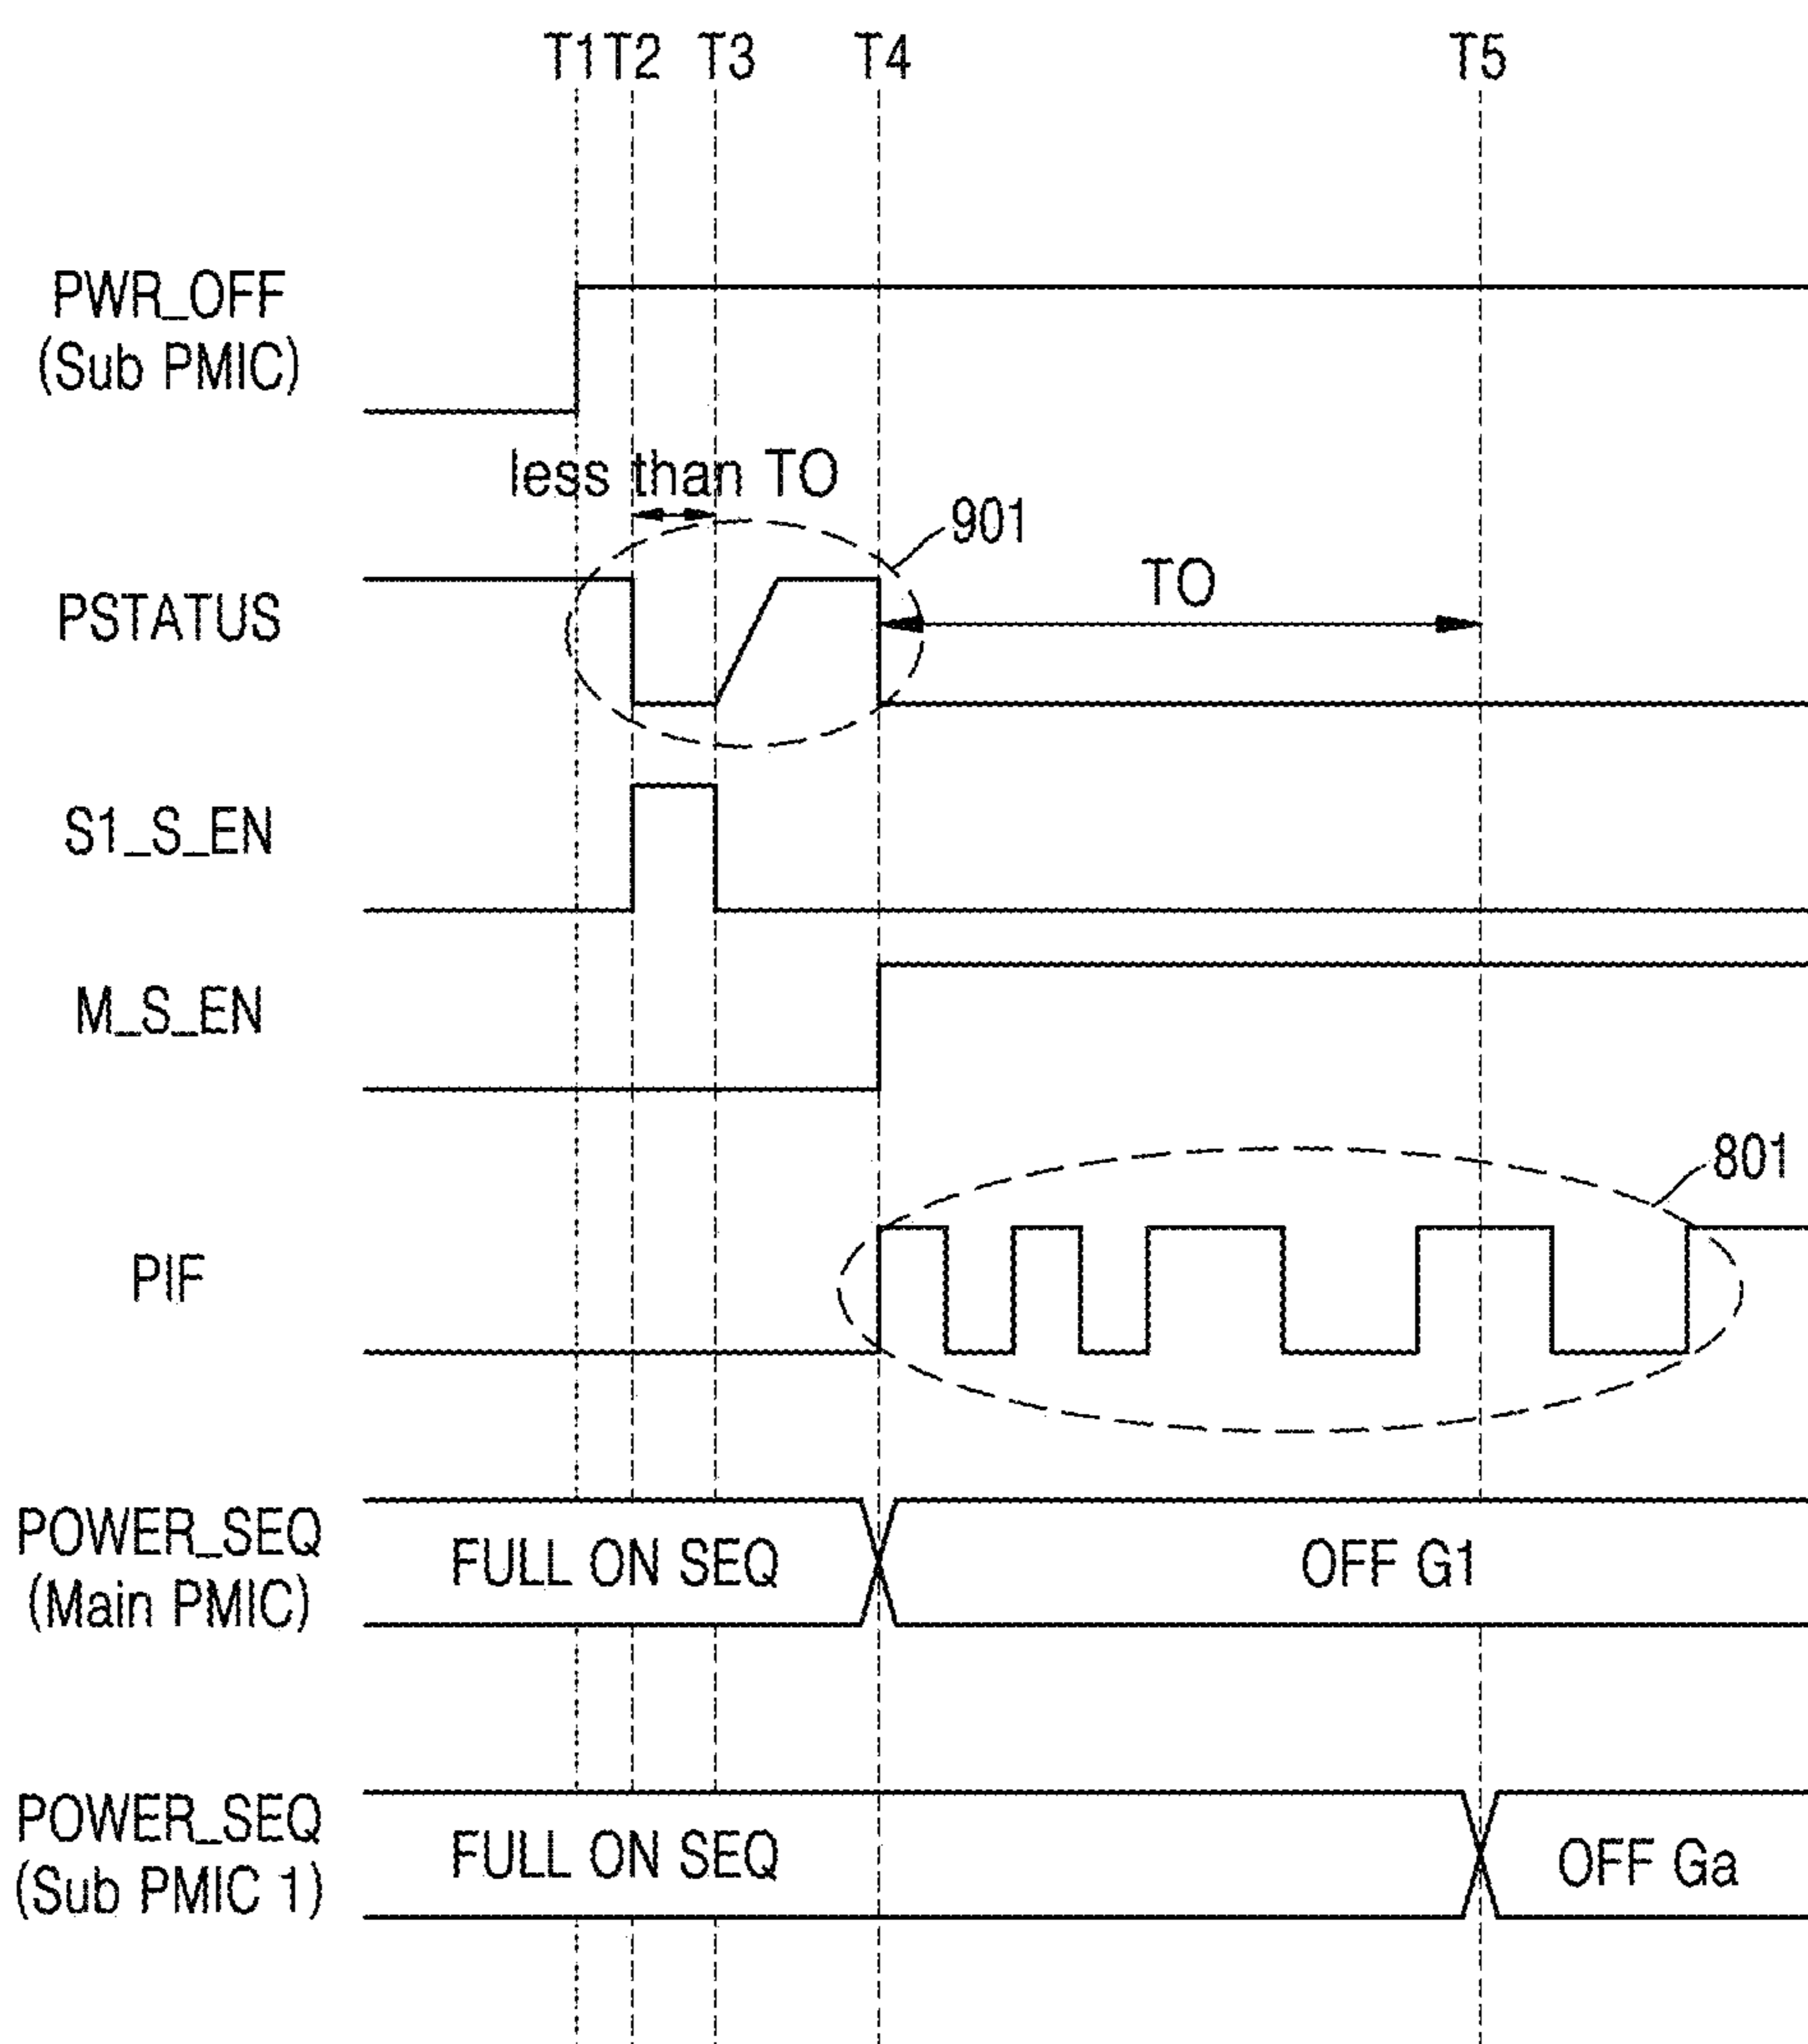 T1 T2 T3 T4 T5
PWR_OFF
(Sub PMIC)
less than TO
901
PSTATUS
TO
S1_S_EN
M_S_EN
801
PIF
POWER_SEQ
(Main PMIC)
FULL ON SEQ
OFF G1
POWER_SEQ
(Sub PMIC 1)
FULL ON SEQ
OFF Ga